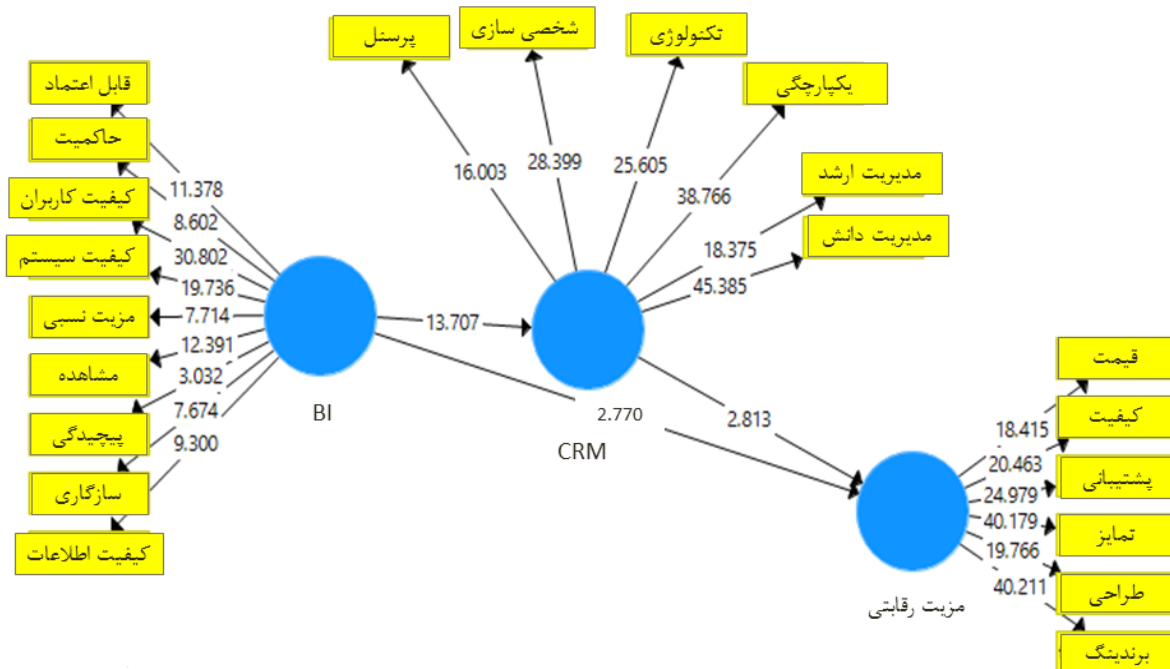 پرسنل
شخصی سازی
تکنولوژی
یکپارچگی
مدیریت ارشد
مدیریت دانش
16.003
28.399
25.605
38.766
18.375
45.385
قابل اعتماد
حاکمیت
کیفیت کاربران
کیفیت سیستم
مزیت نسبی
مشاهده
پیچیدگی
سازگاری
کیفیت اطلاعات
11.378
8.602
30.802
19.736
7.714
12.391
3.032
7.674
9.300
BI
13.707
CRM
2.770
2.813
مزیت رقابتی
18.415
20.463
24.979
40.179
19.766
40.211
قیمت
کیفیت
پشتیبانی
تمایز
طراحی
برندینگ